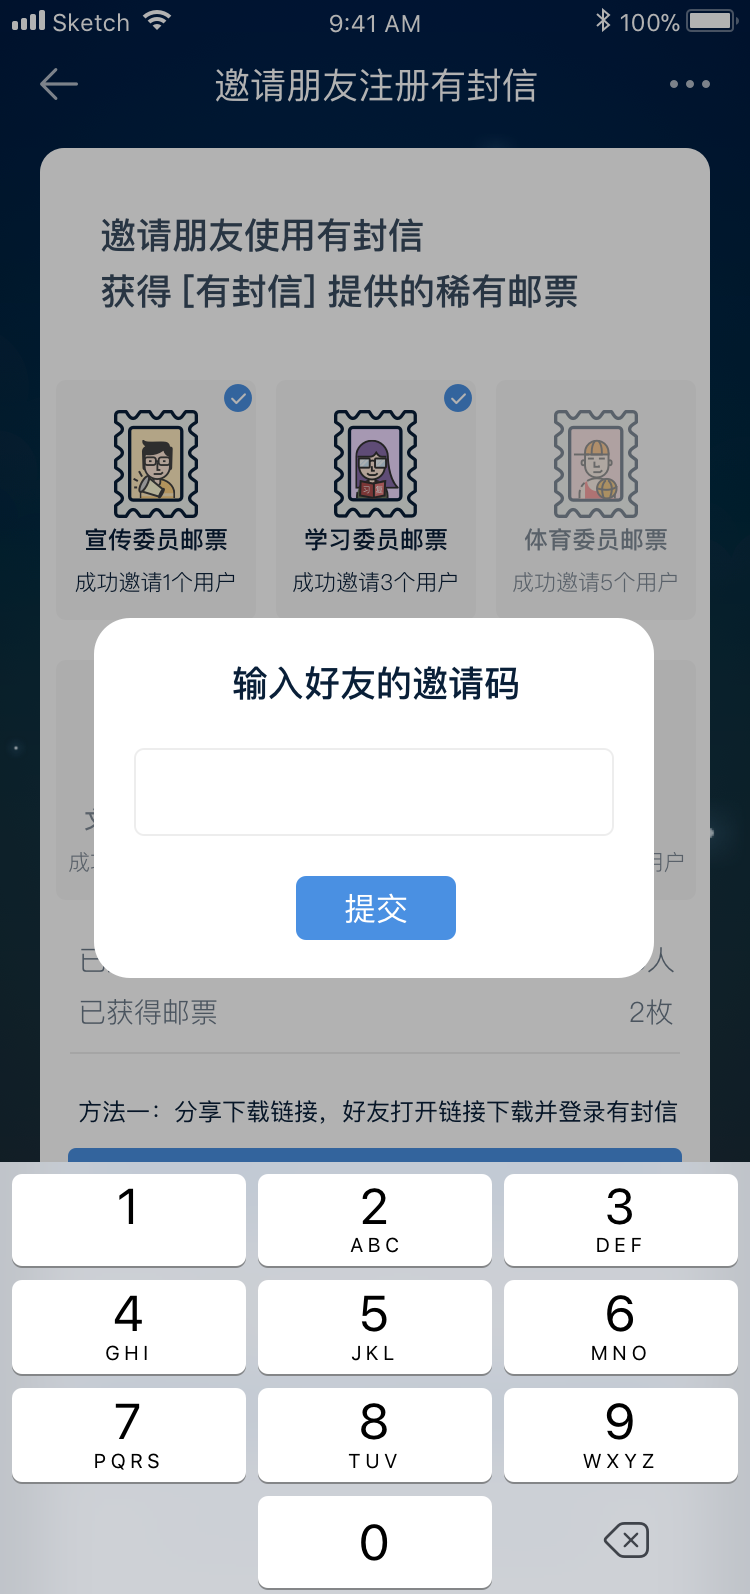 Sketch 9:41 AM 100%
邀请朋友注册有封信
邀请朋友使用有封信
获得 [有封信] 提供的稀有邮票
宣传委员邮票 学习委员邮票 体育委员邮票
成功邀请1个用户 成功邀请3个用户 成功邀请5个用户
输入好友的邀请码
成 用户
提交
已 人
已获得邮票 2枚
方法一：分享下载链接，好友打开链接下载并登录有封信
1 2 3
ABC DEF
4 5 6
GHI JKL MNO
7 8 9
PQRS TUV WXYZ
0